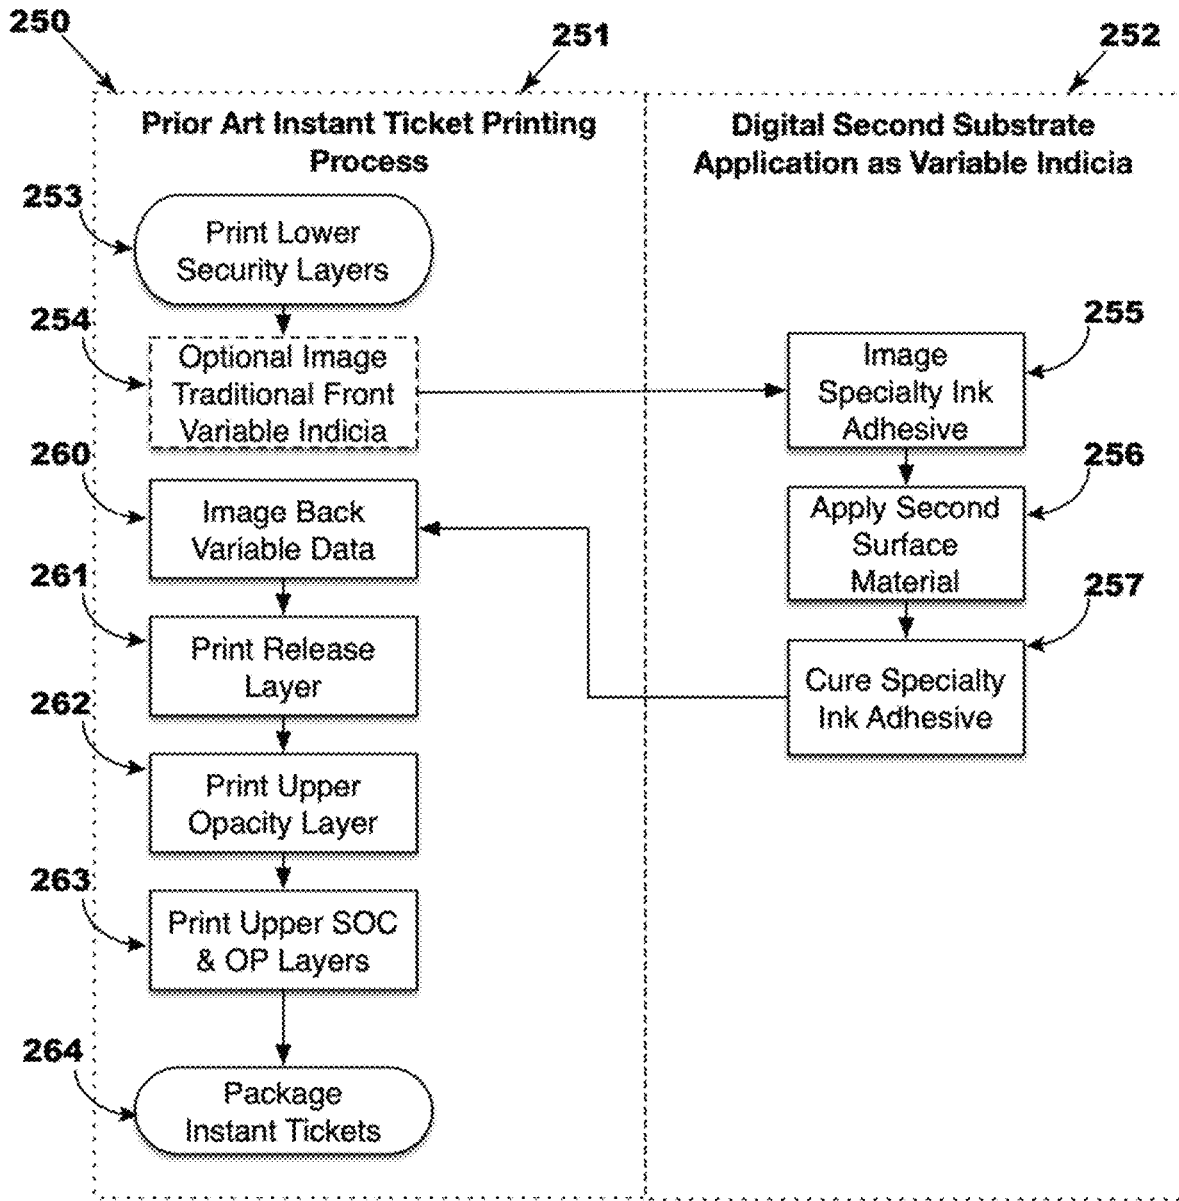 250
251
252
Prior Art Instant Ticket Printing
Process
Digital Second Substrate
Application as Variable Indicia
253
Print Lower
Security Layers
254
Optional Image
Traditional Front
Variable Indicia
255
Image
Specialty Ink
Adhesive
256
Apply Second
Surface
Material
257
Cure Specialty
Ink Adhesive
260
Image Back
Variable Data
261
Print Release
Layer
262
Print Upper
Opacity Layer
263
Print Upper SOC
& OP Layers
264
Package
Instant Tickets